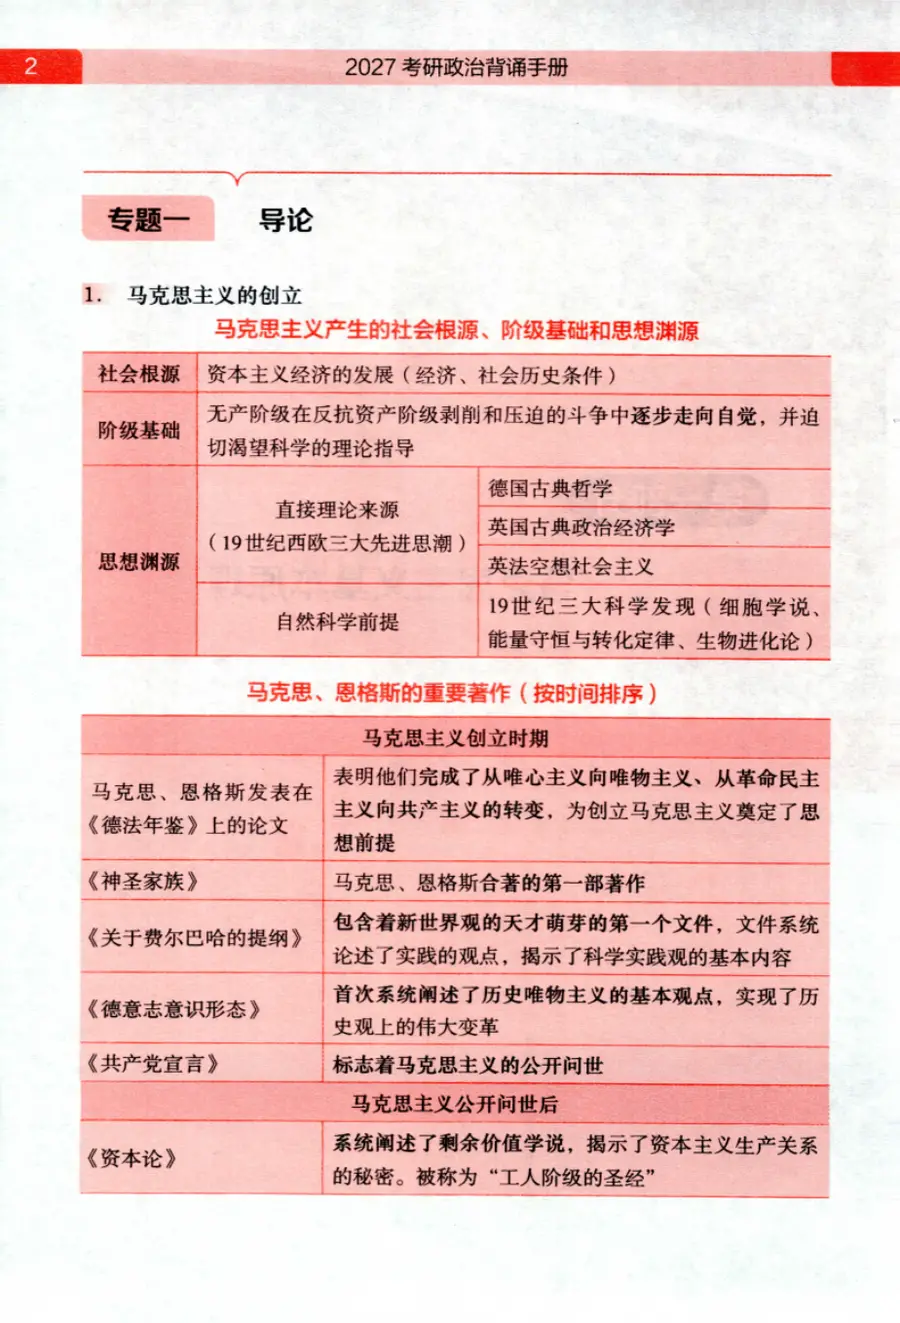 2
2027 考研政治背诵手册
专题一 导论
1. 马克思主义的创立
马克思主义产生的社会根源、阶级基础和思想渊源
社会根源
资本主义经济的发展（经济、社会历史条件）
阶级基础
无产阶级在反抗资产阶级剥削和压迫的斗争中逐步走向自觉，并迫
切渴望科学的理论指导
思想渊源
直接理论来源
（19世纪西欧三大先进思潮）
德国古典哲学
英国古典政治经济学
英法空想社会主义
自然科学前提
19世纪三大科学发现（细胞学说、
能量守恒与转化定律、生物进化论）
马克思、恩格斯的重要著作（按时间排序）
马克思主义创立时期
马克思、恩格斯发表在
《德法年鉴》上的论文
表明他们完成了从唯心主义向唯物主义、从革命民主
主义向共产主义的转变，为创立马克思主义奠定了思
想前提
《神圣家族》
马克思、恩格斯合著的第一部著作
《关于费尔巴哈的提纲》
包含着新世界观的天才萌芽的第一个文件，文件系统
论述了实践的观点，揭示了科学实践观的基本内容
《德意志意识形态》
首次系统阐述了历史唯物主义的基本观点，实现了历
史观上的伟大变革
《共产党宣言》
标志着马克思主义的公开问世
马克思主义公开问世后
《资本论》
系统阐述了剩余价值学说，揭示了资本主义生产关系
的秘密。被称为“工人阶级的圣经”